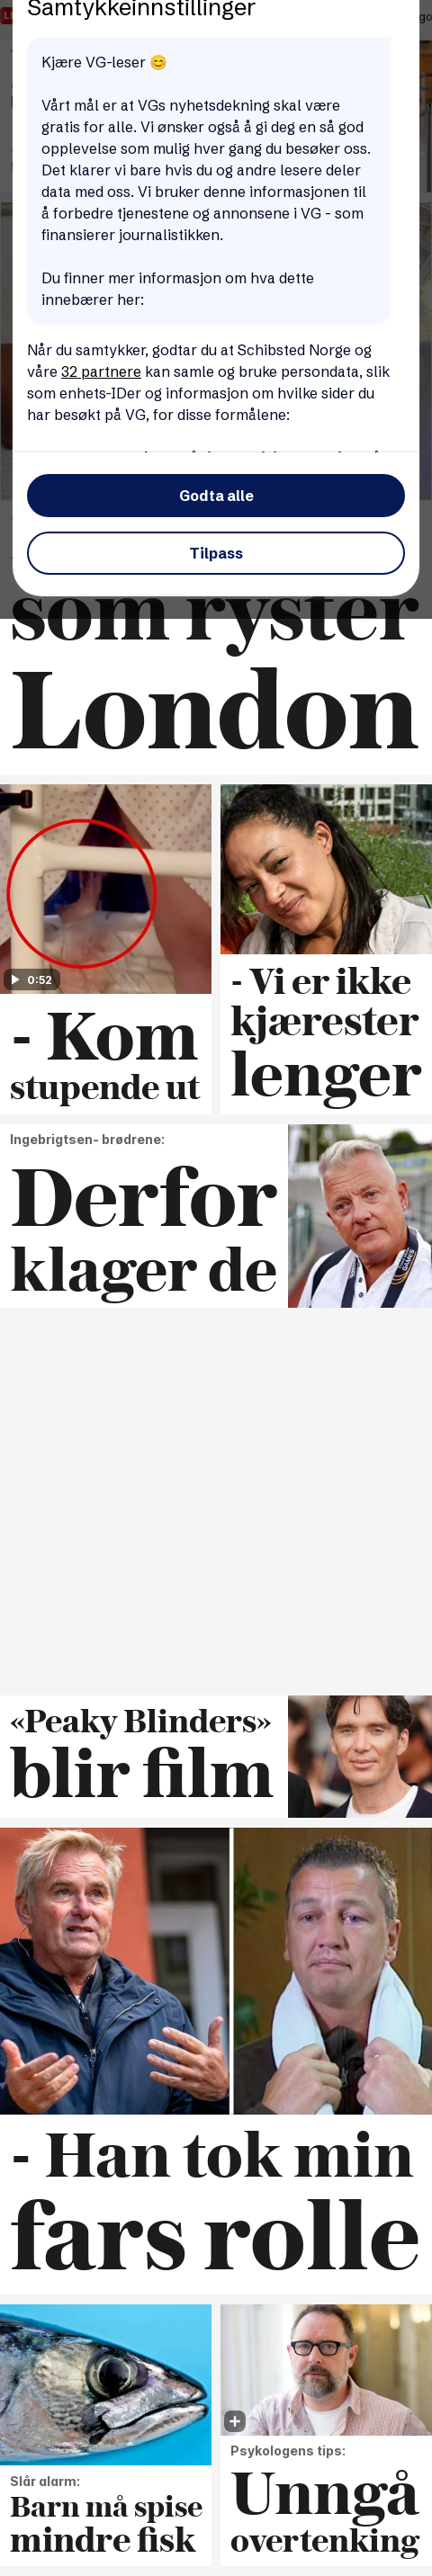 Samtykkeinnstillinger
Kjære VG-leser 😊
Vårt mål er at VGs nyhetsdekning skal være
gratis for alle. Vi ønsker også å gi deg en så god
opplevelse som mulig hver gang du besøker oss.
Det klarer vi bare hvis du og andre lesere deler
data med oss. Vi bruker denne informasjonen til
å forbedre tjenestene og annonsene i VG - som
finansierer journalistikken.
Du finner mer informasjon om hva dette
innebærer her:
Når du samtykker, godtar du at Schibsted Norge og
våre 32 partnere kan samle og bruke persondata, slik
som enhets-IDer og informasjon om hvilke sider du
har besøkt på VG, for disse formålene:
Godta alle
Tilpass
som ryster
London
0:52
- Kom
stupende ut
- Vi er ikke
kjærester
lenger
Ingebrigtsen- brødrene:
Derfor
klager de
«Peaky Blinders»
blir film
- Han tok min
fars rolle
Slår alarm:
Barn må spise
mindre fisk
Psykologens tips:
Unngå
overtenking